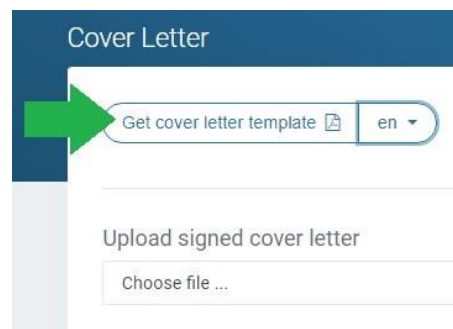 Cover Letter
Get cover letter template en
Upload signed cover letter
Choose file ...